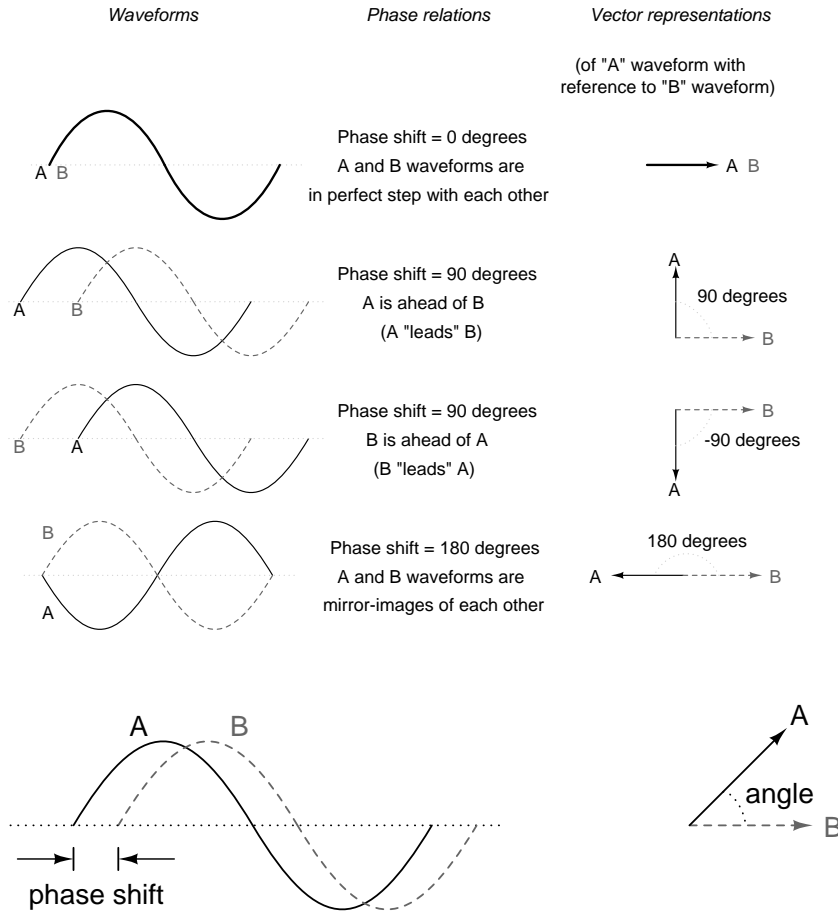 Waveforms
Phase relations
Vector representations
(of "A" waveform with
reference to "B" waveform)
Phase shift = 0 degrees
A B
A and B waveforms are
in perfect step with each other
A B
Phase shift = 90 degrees
A is ahead of B
(A "leads" B)
A
B
A
90 degrees
B
Phase shift = 90 degrees
B is ahead of A
(B "leads" A)
B
A
B
-90 degrees
A
B
A
Phase shift = 180 degrees
A and B waveforms are
mirror-images of each other
180 degrees
A
B
A
B
phase shift
A
angle
B